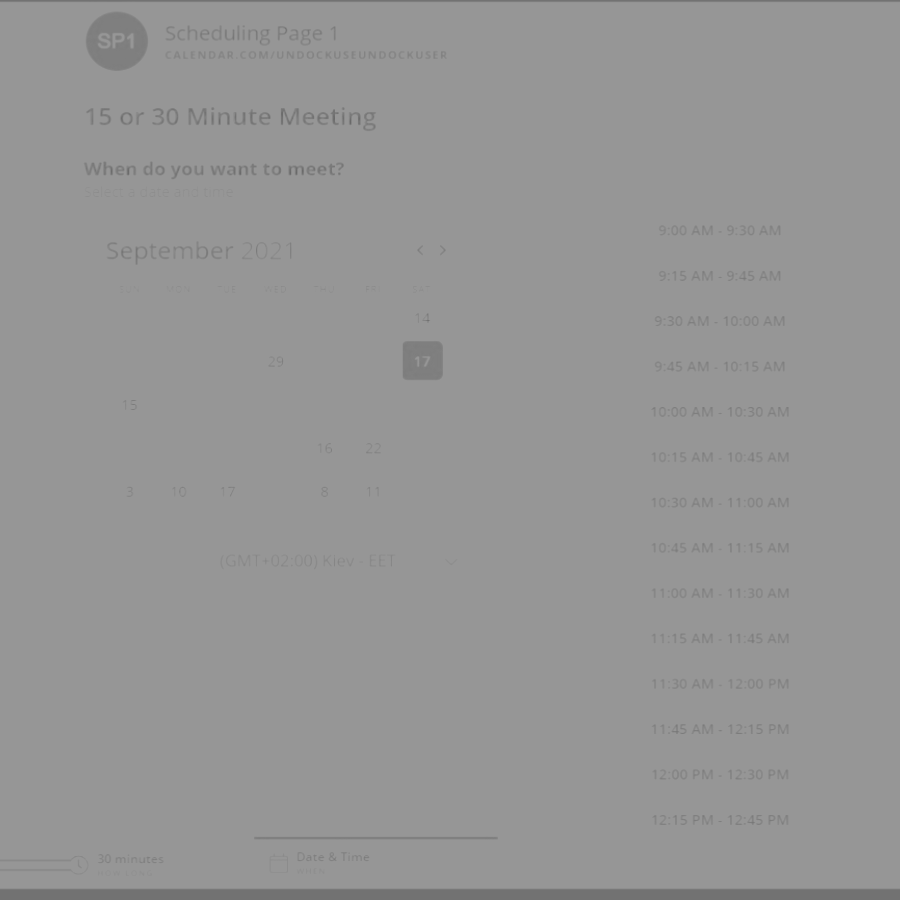 SP1
Scheduling Page 1
CALENDAR.COM/UNDOCKUSEUNDOCKUSER
15 or 30 Minute Meeting
When do you want to meet?
Select a date and time
September 2021
SUN MON TUE WED THU FRI SAT
14
29 17
15
16 22
3 10 17 8 11
(GMT+02:00) Kiev - EET
9:00 AM - 9:30 AM
9:15 AM - 9:45 AM
9:30 AM - 10:00 AM
9:45 AM - 10:15 AM
10:00 AM - 10:30 AM
10:15 AM - 10:45 AM
10:30 AM - 11:00 AM
10:45 AM - 11:15 AM
11:00 AM - 11:30 AM
11:15 AM - 11:45 AM
11:30 AM - 12:00 PM
11:45 AM - 12:15 PM
12:00 PM - 12:30 PM
12:15 PM - 12:45 PM
30 minutes
Date & Time